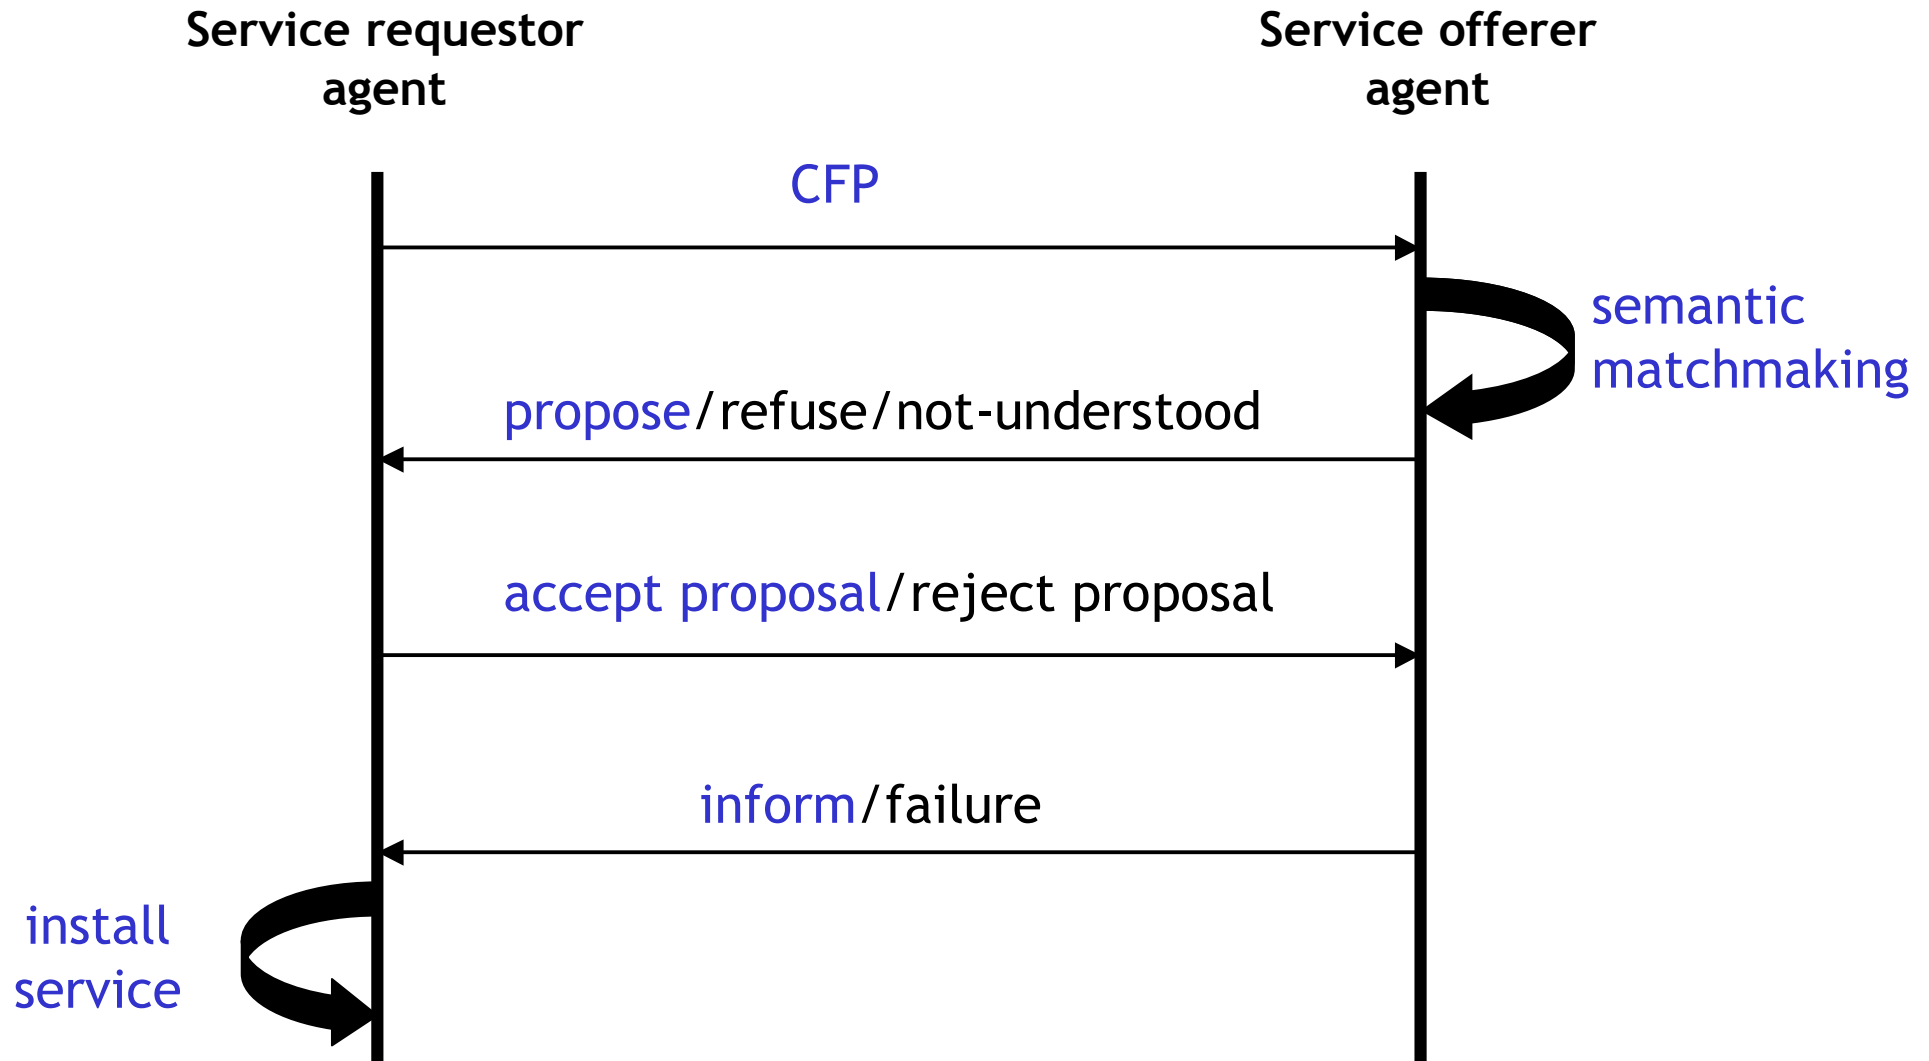 Service requestor
agent
Service offerer
agent
CFP
semantic
matchmaking
propose/refuse/not-understood
accept proposal/reject proposal
inform/failure
install
service